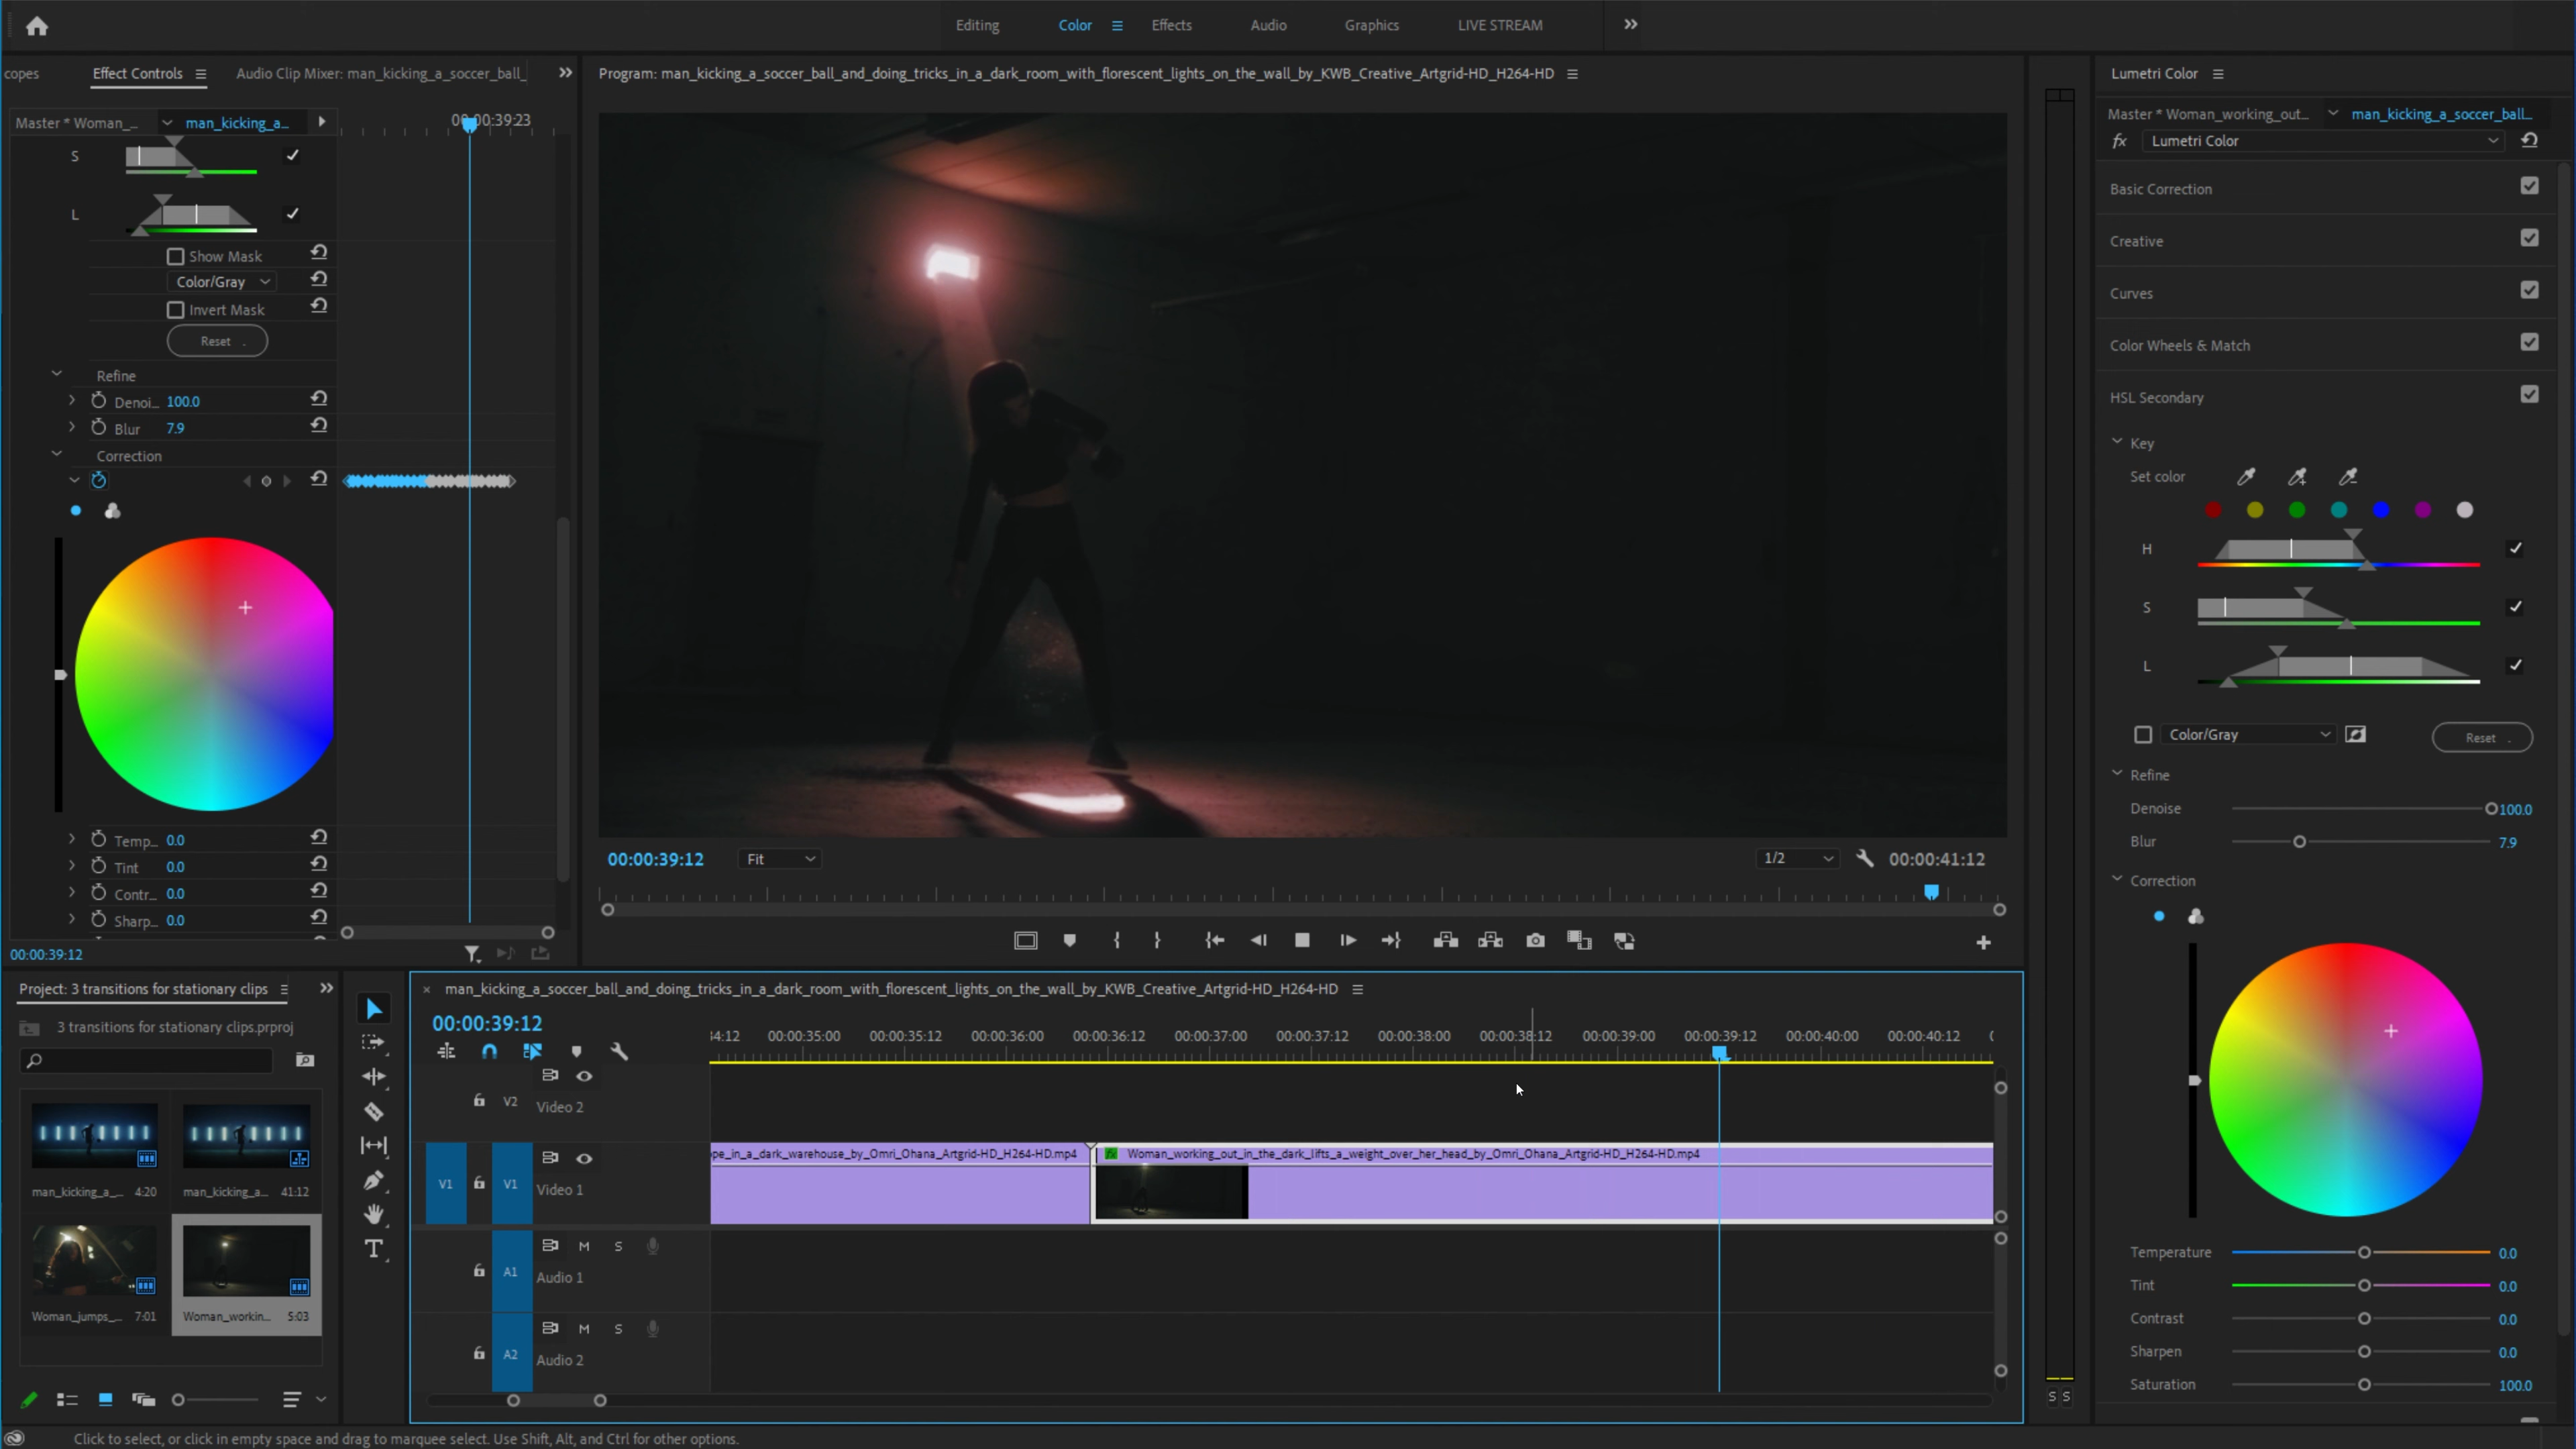 Editing Color Effects Audio Graphics LIVE STREAM
copes Effect Controls Audio Clip Mixer: man_kicking_a_soccer_ball_
Master * Woman_... man_kicking_a...
00:00:39:23
S
L
Show Mask
Color/Gray
Invert Mask
Reset
Refine
Denoi... 100.0
Blur 7.9
Correction
Temp... 0.0
Tint 0.0
Contr... 0.0
Sharp... 0.0
00:00:39:12
Program: man_kicking_a_soccer_ball_and_doing_tricks_in_a_dark_room_with_florescent_lights_on_the_wall_by_KWB_Creative_Artgrid-HD_H264-HD
00:00:39:12 Fit 1/2 00:00:41:12
Lumetri Color
Master * Woman_working_out... man_kicking_a_soccer_ball...
fx Lumetri Color
Basic Correction
Creative
Curves
Color Wheels & Match
HSL Secondary
Key
Set color
H
S
L
Color/Gray Reset
Refine
Denoise 100.0
Blur 7.9
Correction
Temperature 0.0
Tint 0.0
Contrast 0.0
Sharpen 0.0
Saturation 100.0
Project: 3 transitions for stationary clips
3 transitions for stationary clips.prproj
man_kicking_a_... 4:20 man_kicking_a... 41:12
Woman_jumps_... 7:01 Woman_workin... 5:03
man_kicking_a_soccer_ball_and_doing_tricks_in_a_dark_room_with_florescent_lights_on_the_wall_by_KWB_Creative_Artgrid-HD_H264-HD
00:00:39:12
34:12 00:00:35:00 00:00:35:12 00:00:36:00 00:00:36:12 00:00:37:00 00:00:37:12 00:00:38:00 00:00:38:12 00:00:39:00 00:00:39:12 00:00:40:00 00:00:40:12
V2 Video 2
V1 V1 Video 1
pe_in_a_dark_warehouse_by_Omri_Ohana_Artgrid-HD_H264-HD.mp4
fx Woman_working_out_in_the_dark_lifts_a_weight_over_her_head_by_Omri_Ohana_Artgrid-HD_H264-HD.mp4
M S
A1 Audio 1
M S
A2 Audio 2
S S
Click to select, or click in empty space and drag to marquee select. Use Shift, Alt, and Ctrl for other options.